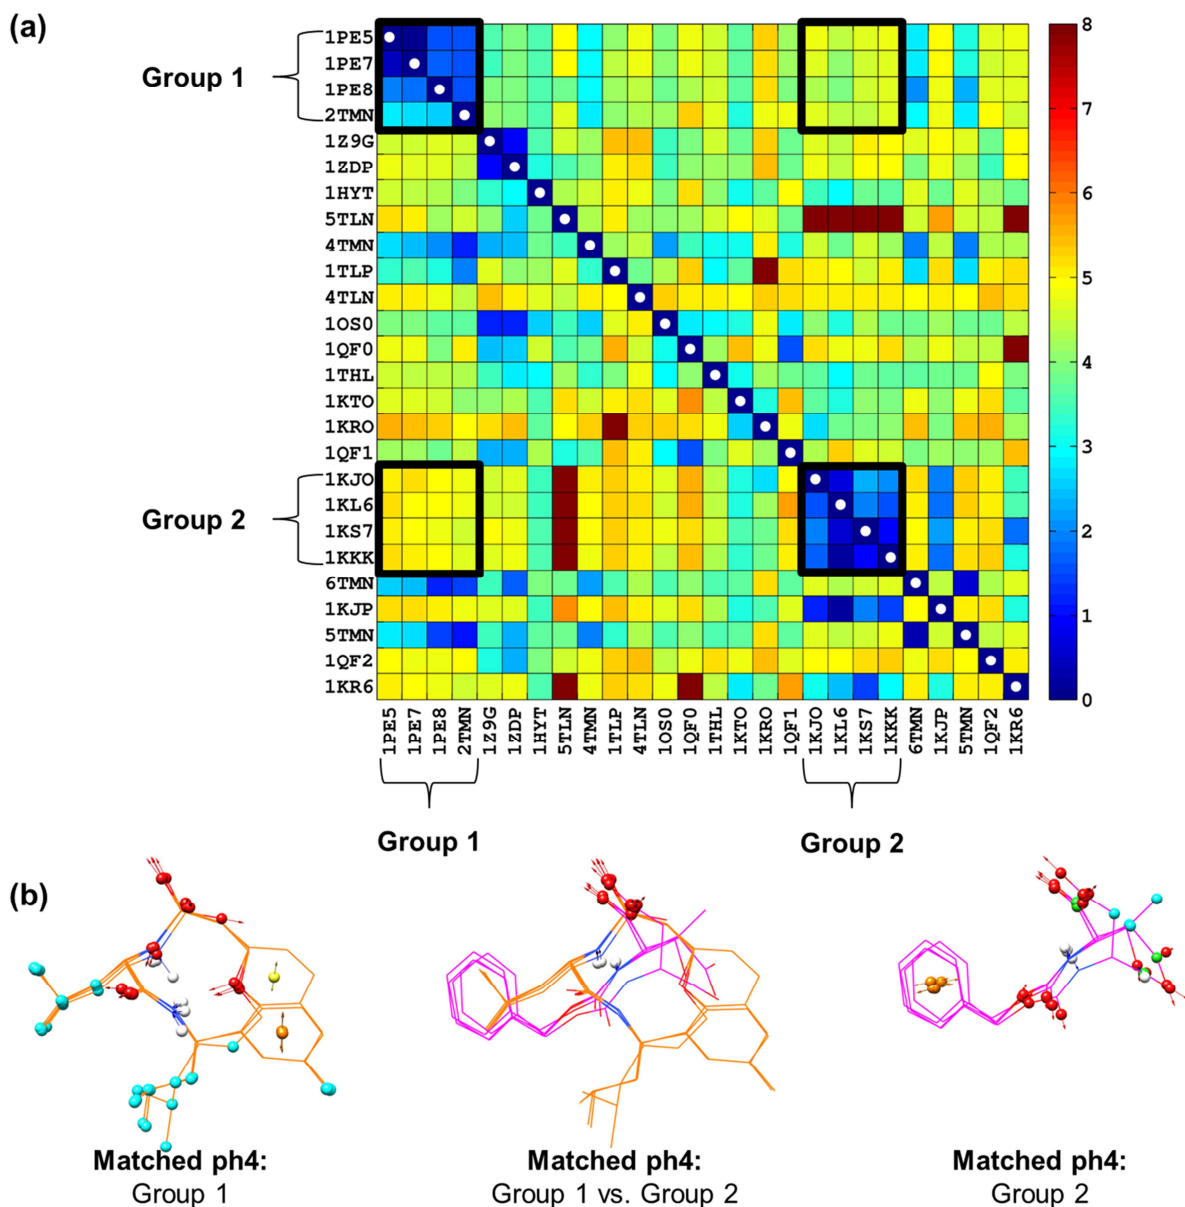 (a)
Group 1
Group 2
1PE5
1PE7
1PE8
2TMN
1Z9G
1ZDP
1HYT
5TLN
4TMN
1TLP
4TLN
1OS0
1QF0
1THL
1KTO
1KRO
1QF1
1KJO
1KL6
1KS7
1KKK
6TMN
1KJP
5TMN
1QF2
1KR6
8
7
6
5
4
3
2
1
0
1PE5 1PE7 1PE8 2TMN 1Z9G 1ZDP 1HYT 5TLN 4TMN 1TLP 4TLN 1OS0 1QF0 1THL 1KTO 1KRO 1QF1 1KJO 1KL6 1KS7 1KKK 6TMN 1KJP 5TMN 1QF2 1KR6
Group 1 Group 2
(b)
Matched ph4: Matched ph4: Matched ph4:
Group 1 Group 1 vs. Group 2 Group 2